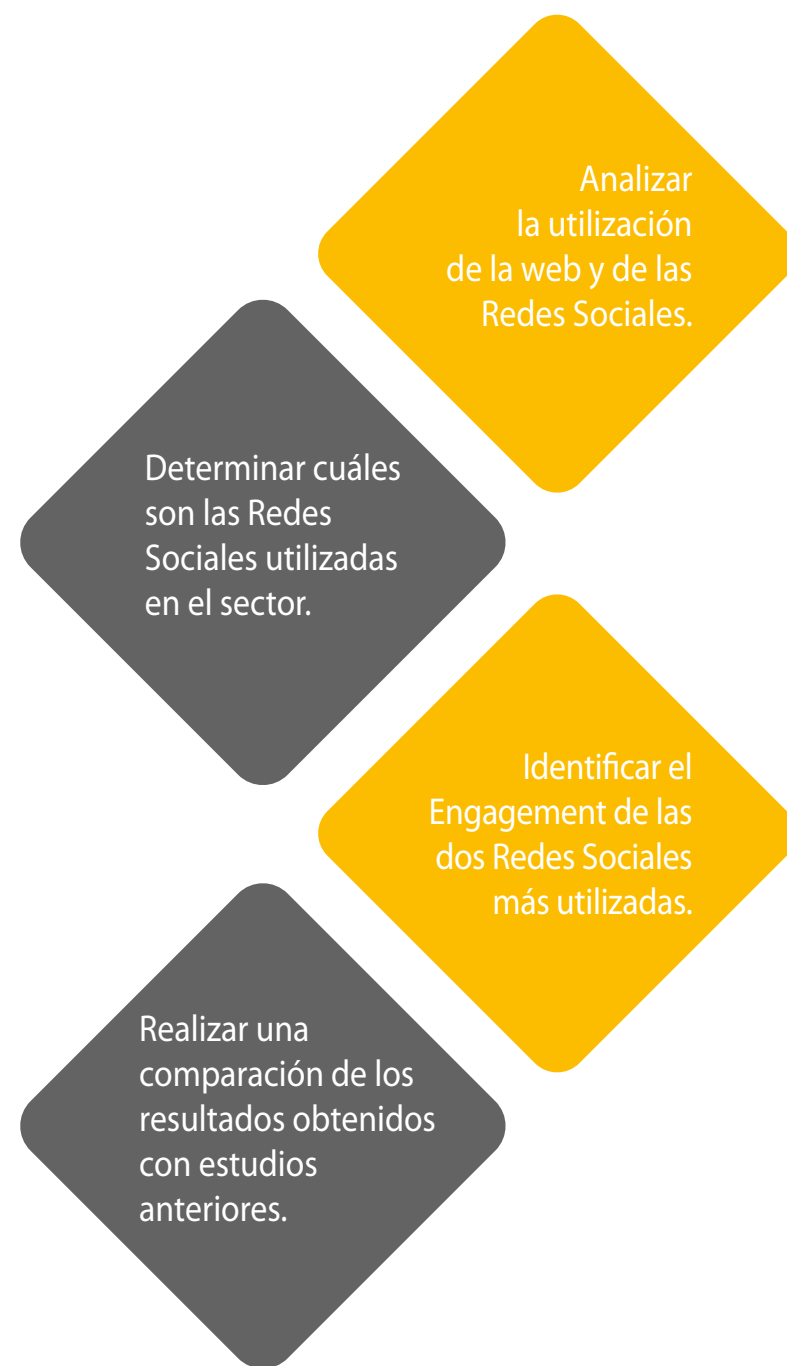 Analizar
la utilización
de la web y de las
Redes Sociales.
Determinar cuáles
son las Redes
Sociales utilizadas
en el sector.
Identificar el
Engagement de las
dos Redes Sociales
más utilizadas.
Realizar una
comparación de los
resultados obtenidos
con estudios
anteriores.